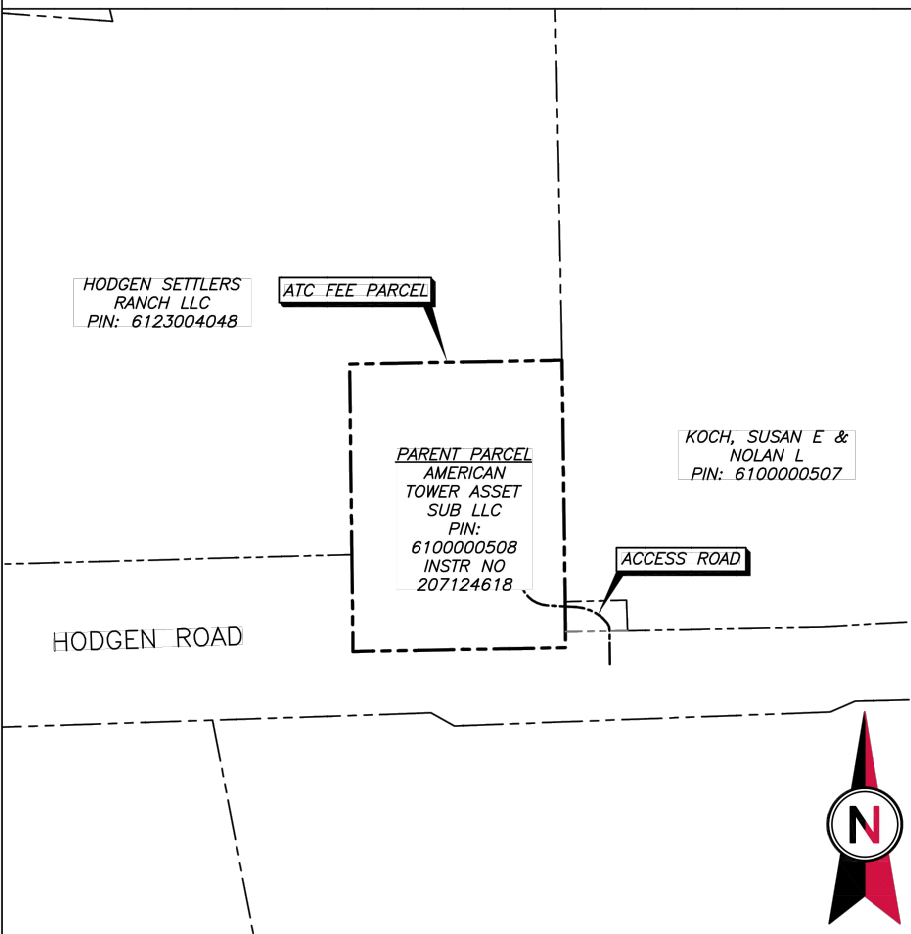 HODGEN SETTLERS
RANCH LLC
PIN: 6123004048
ATC FEE PARCEL
PARENT PARCEL
AMERICAN
TOWER ASSET
SUB LLC
PIN:
6100000508
INSTR NO
207124618
KOCH, SUSAN E &
NOLAN L
PIN: 6100000507
ACCESS ROAD
HODGEN ROAD
N